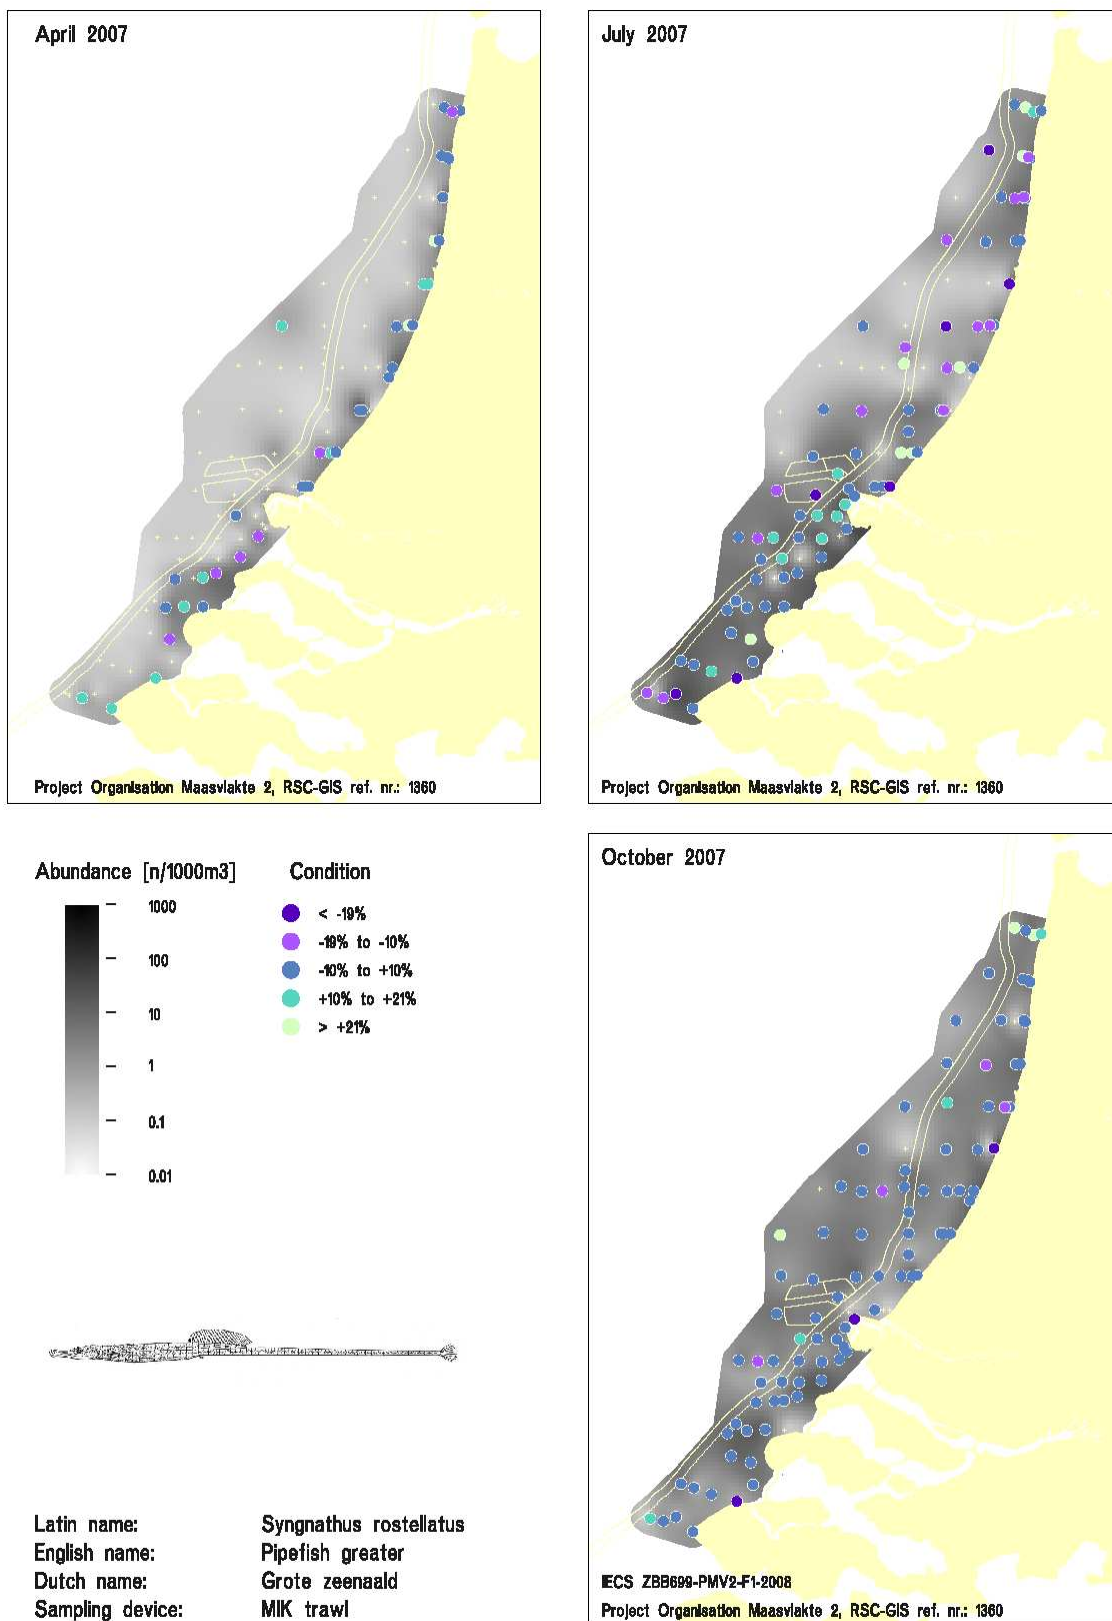 April 2007
Project Organisation Maasvlakte 2, RSC-GIS ref. nr.: 1360
July 2007
Project Organisation Maasvlakte 2, RSC-GIS ref. nr.: 1360
Abundance [n/1000m3]
1000
100
10
1
0.1
0.01
Condition
< -19%
-19% to -10%
-10% to +10%
+10% to +21%
> +21%
Latin name: Syngnathus rostellatus
English name: Pipefish greater
Dutch name: Grote zeenaald
Sampling device: MIK trawl
October 2007
IECS ZBB699-PMV2-F1-2008
Project Organisation Maasvlakte 2, RSC-GIS ref. nr.: 1360